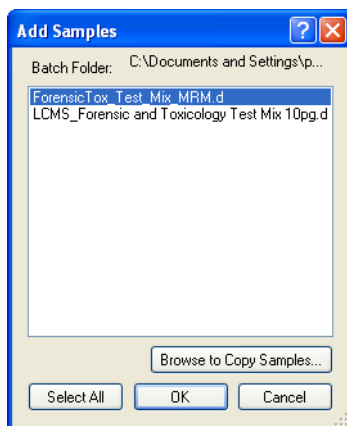 Add Samples
Batch Folder: C:\Documents and Settings\p...
ForensicTox_Test_Mix_MRM.d
LCMS_Forensic and Toxicology Test Mix 10pg.d
Browse to Copy Samples...
Select All OK Cancel